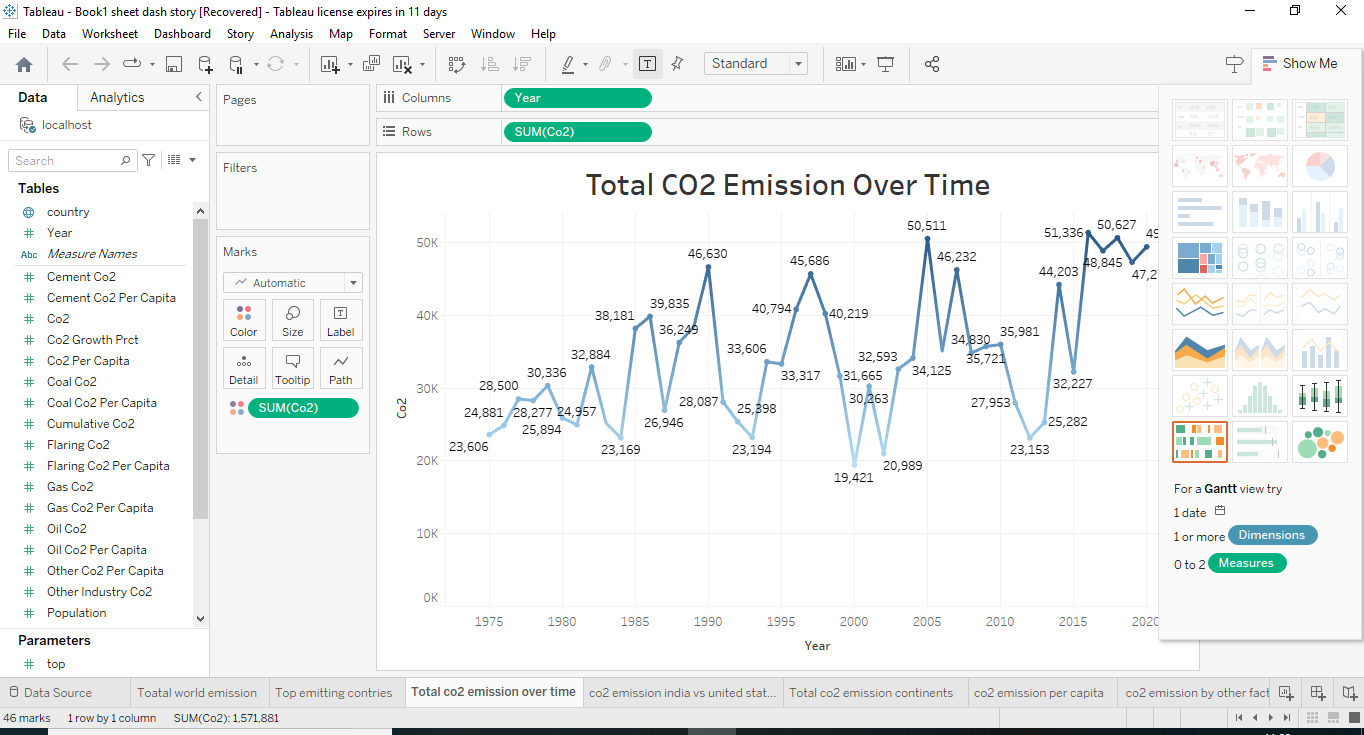 Tableau - Book1 sheet dash story [Recovered] - Tableau license expires in 11 days
File Data Worksheet Dashboard Story Analysis Map Format Server Window Help
Standard
Show Me
Data Analytics
localhost
Search
Tables
country
Year
Abc Measure Names
Cement Co2
Cement Co2 Per Capita
Co2
Co2 Growth Prct
Co2 Per Capita
Coal Co2
Coal Co2 Per Capita
Cumulative Co2
Flaring Co2
Flaring Co2 Per Capita
Gas Co2
Gas Co2 Per Capita
Oil Co2
Oil Co2 Per Capita
Other Co2 Per Capita
Other Industry Co2
Population
Parameters
top
Pages
Filters
Marks
Automatic
Color Size Label
Detail Tooltip Path
SUM(Co2)
Columns Year
Rows SUM(Co2)
Total CO2 Emission Over Time
50K
40K
30K
20K
10K
0K
Co2
23,606
24,881
28,500
28,277
30,336
25,894
24,957
32,884
23,169
38,181
39,835
26,946
36,249
46,630
28,087
25,398
23,194
33,606
33,317
40,794
45,686
40,219
31,665
19,421
30,263
20,989
32,593
34,125
50,511
46,232
34,830
35,721
35,981
27,953
23,153
25,282
44,203
32,227
51,336
48,845
50,627
47,2
49
1975 1980 1985 1990 1995 2000 2005 2010 2015 2020
Year
For a Gantt view try
1 date
1 or more Dimensions
0 to 2 Measures
Data Source Toatal world emission Top emitting contries Total co2 emission over time co2 emission india vs united stat... Total co2 emission continents co2 emission per capita co2 emission by other fact
46 marks 1 row by 1 column SUM(Co2): 1,571,881